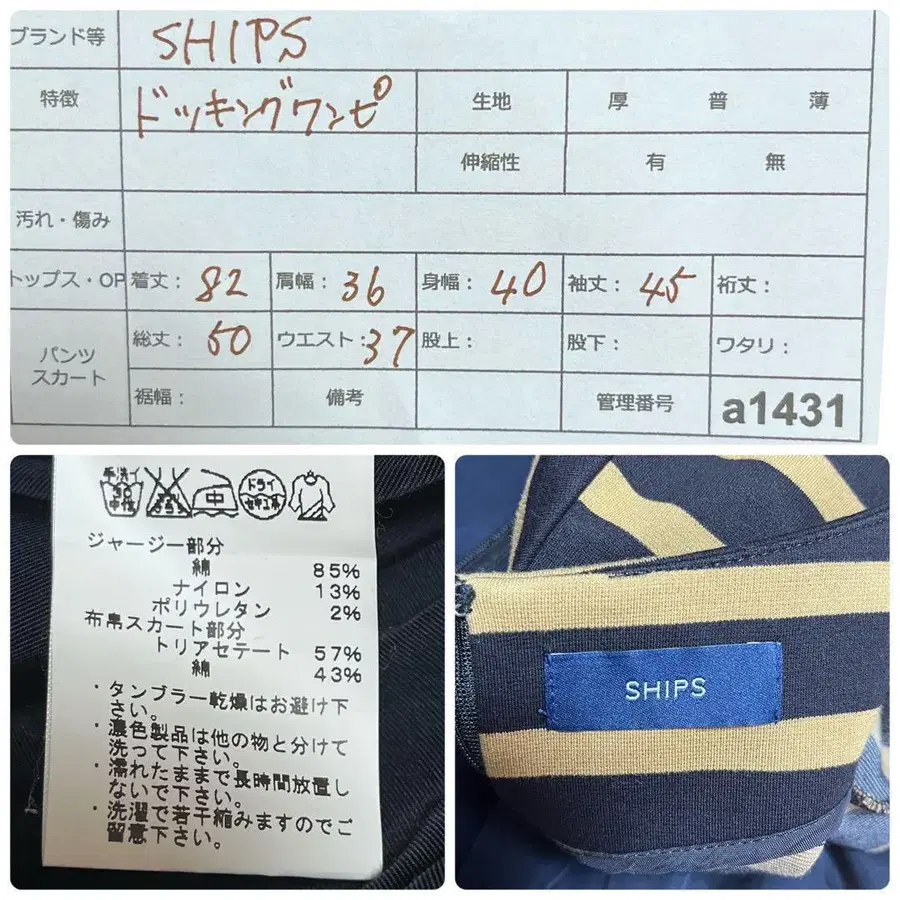 ブランド等 SHIPS
特徴 ドッキングワンピ 生地 厚 普 薄
伸縮性 有 無
汚れ・傷み
トップス・OP 着丈： 82 肩幅： 36 身幅： 40 袖丈： 45 裄丈：
パンツ
スカート
総丈： 50 ウエスト： 37 股上： 股下： ワタリ：
裾幅： 備考 管理番号 a1431
手洗イ
30
中性
中
ドライ
ジャージー部分
綿 85%
ナイロン 13%
ポリウレタン 2%
布帛スカート部分
トリアセテート 57%
綿 43%
・タンブラー乾燥はお避け下
さい。
・濃色製品は他の物と分けて
洗って下さい。
・濡れたままで長時間放置し
ないで下さい。
・洗濯で若干縮みますのでご
留意下さい。
SHIPS